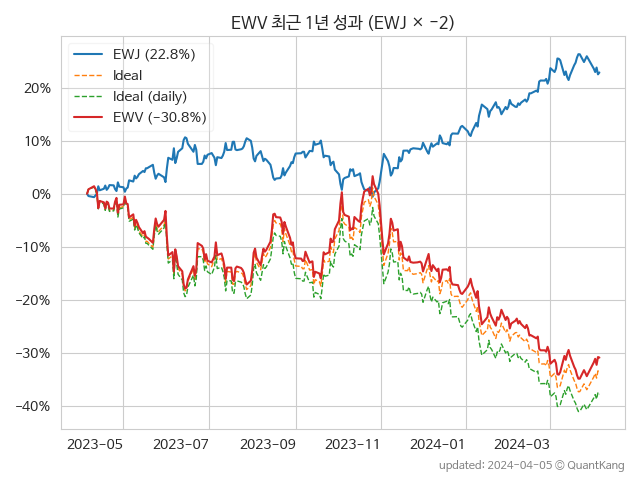 EWV 최근 1년 성과 (EWJ × −2)
EWJ (22.8%)
Ideal
Ideal (daily)
EWV (−30.8%)
20%
10%
0%
−10%
−20%
−30%
−40%
2023-05 2023-07 2023-09 2023-11 2024-01 2024-03
updated: 2024-04-05 © QuantKang